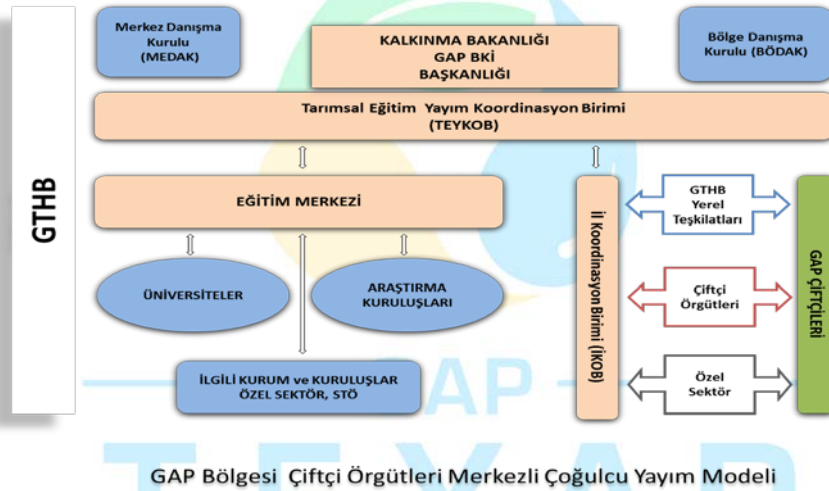 Merkez Danışma
Kurulu
(MEDAK)
KALKINMA BAKANLIĞI
GAP BKİ
BAŞKANLIĞI
Bölge Danışma
Kurulu (BÖDAK)
Tarımsal Eğitim Yayım Koordinasyon Birimi
(TEYKOB)
GTHB
EĞİTİM MERKEZİ
ÜNİVERSİTELER
ARAŞTIRMA
KURULUŞLARI
İLGİLİ KURUM ve KURULUŞLAR
ÖZEL SEKTÖR, STÖ
İl Koordinasyon Birimi (İKOB)
GTHB
Yerel
Teşkilatları
Çiftçi
Örgütleri
Özel
Sektör
GAP ÇİFTÇİLERİ
GAP
TEYAP
GAP Bölgesi Çiftçi Örgütleri Merkezli Çoğulcu Yayım Modeli